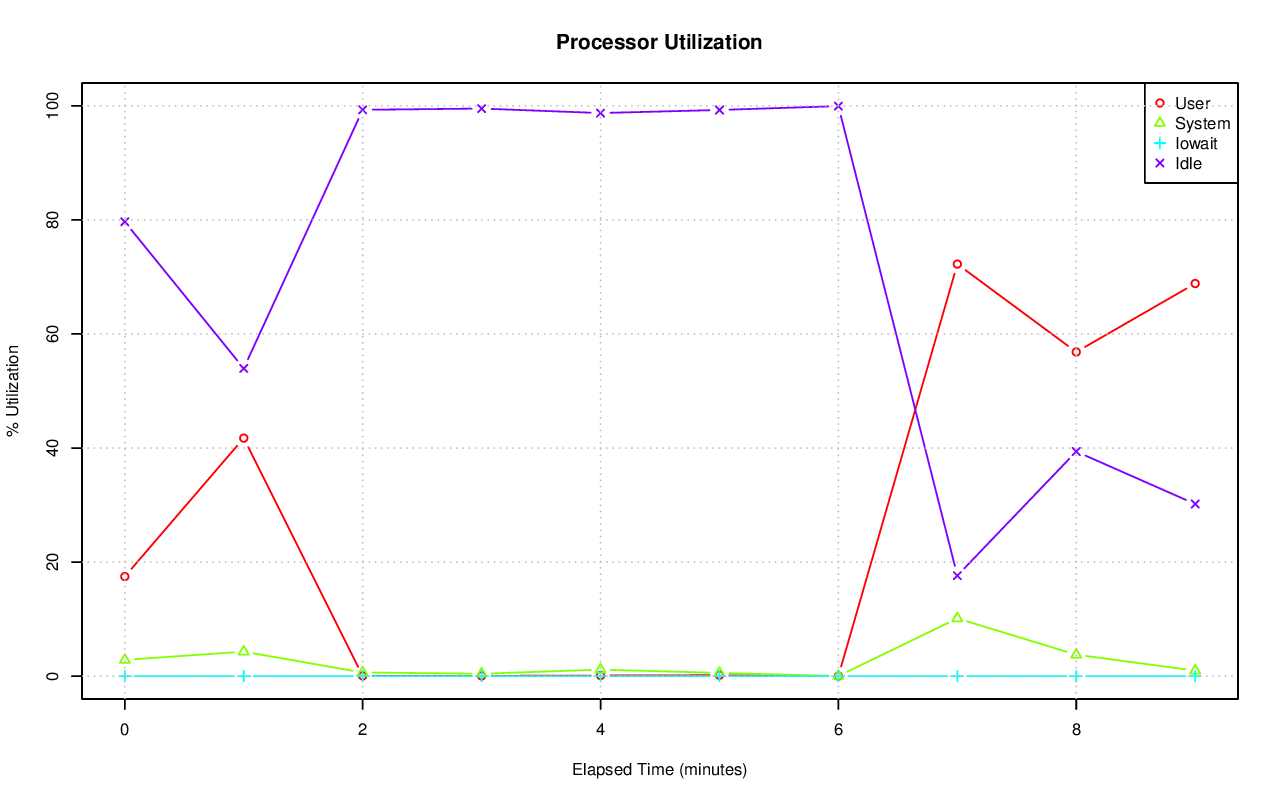 Processor Utilization
% Utilization
100
80
60
40
20
0
User
System
Iowait
Idle
0 2 4 6 8
Elapsed Time (minutes)